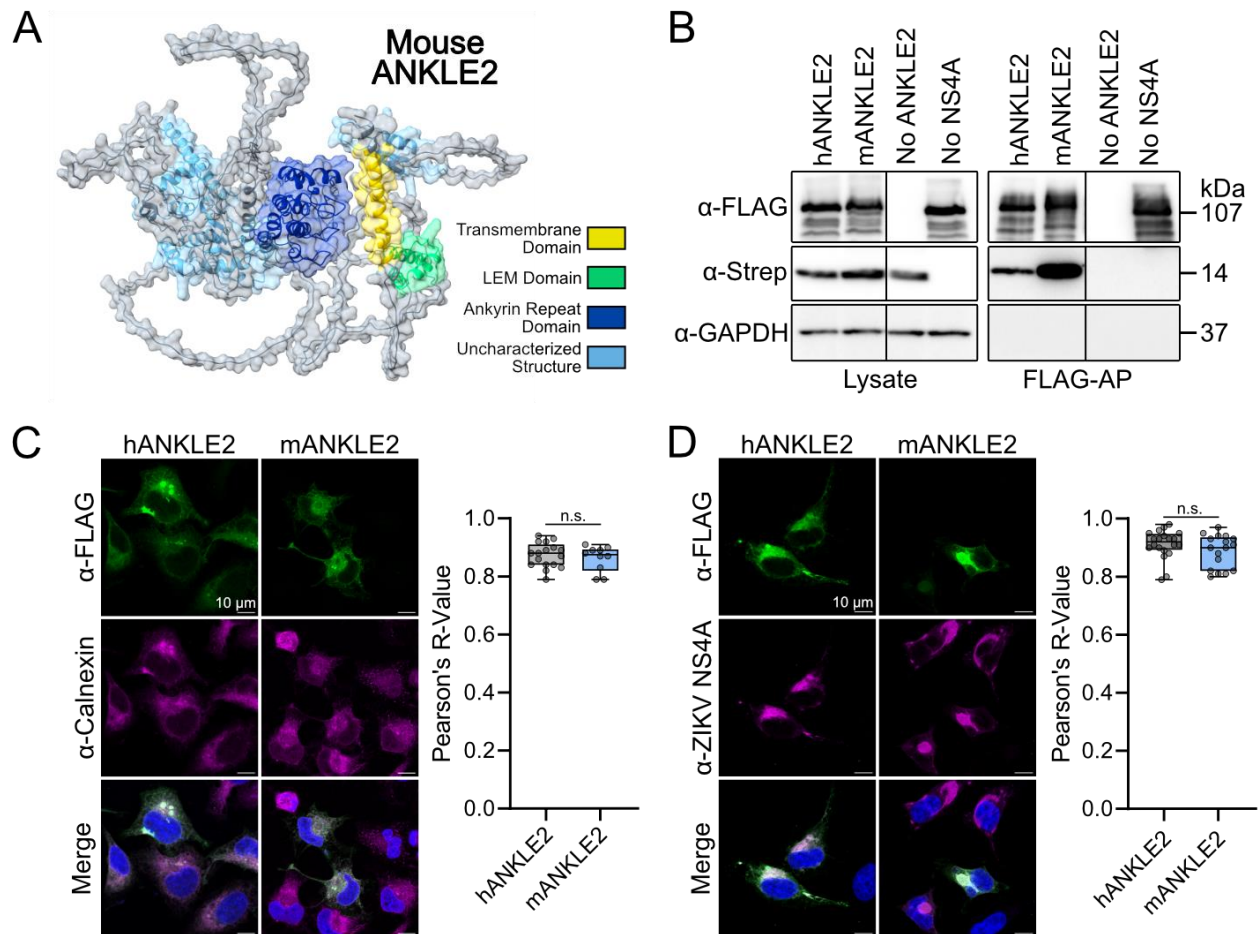 A
Mouse
ANKLE2
Transmembrane
Domain
LEM Domain
Ankyrin Repeat
Domain
Uncharacterized
Structure
B
hANKLE2
mANKLE2
No ANKLE2
No NS4A
hANKLE2
mANKLE2
No ANKLE2
No NS4A
kDa
α-FLAG
107
α-Strep
14
α-GAPDH
37
Lysate
FLAG-AP
C
hANKLE2
mANKLE2
α-FLAG
10 µm
α-Calnexin
Merge
n.s.
1.0
0.8
0.6
0.4
0.2
0.0
Pearson's R-Value
hANKLE2
mANKLE2
D
hANKLE2
mANKLE2
α-FLAG
10 µm
α-ZIKV NS4A
Merge
n.s.
1.0
0.8
0.6
0.4
0.2
0.0
Pearson's R-Value
hANKLE2
mANKLE2